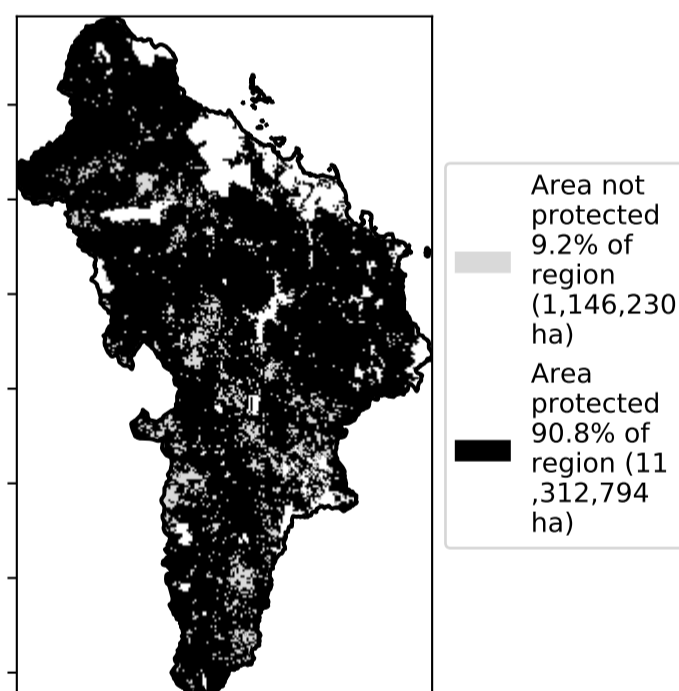 Area not
protected
9.2% of
region
(1,146,230
ha)
Area
protected
90.8% of
region (11
,312,794
ha)